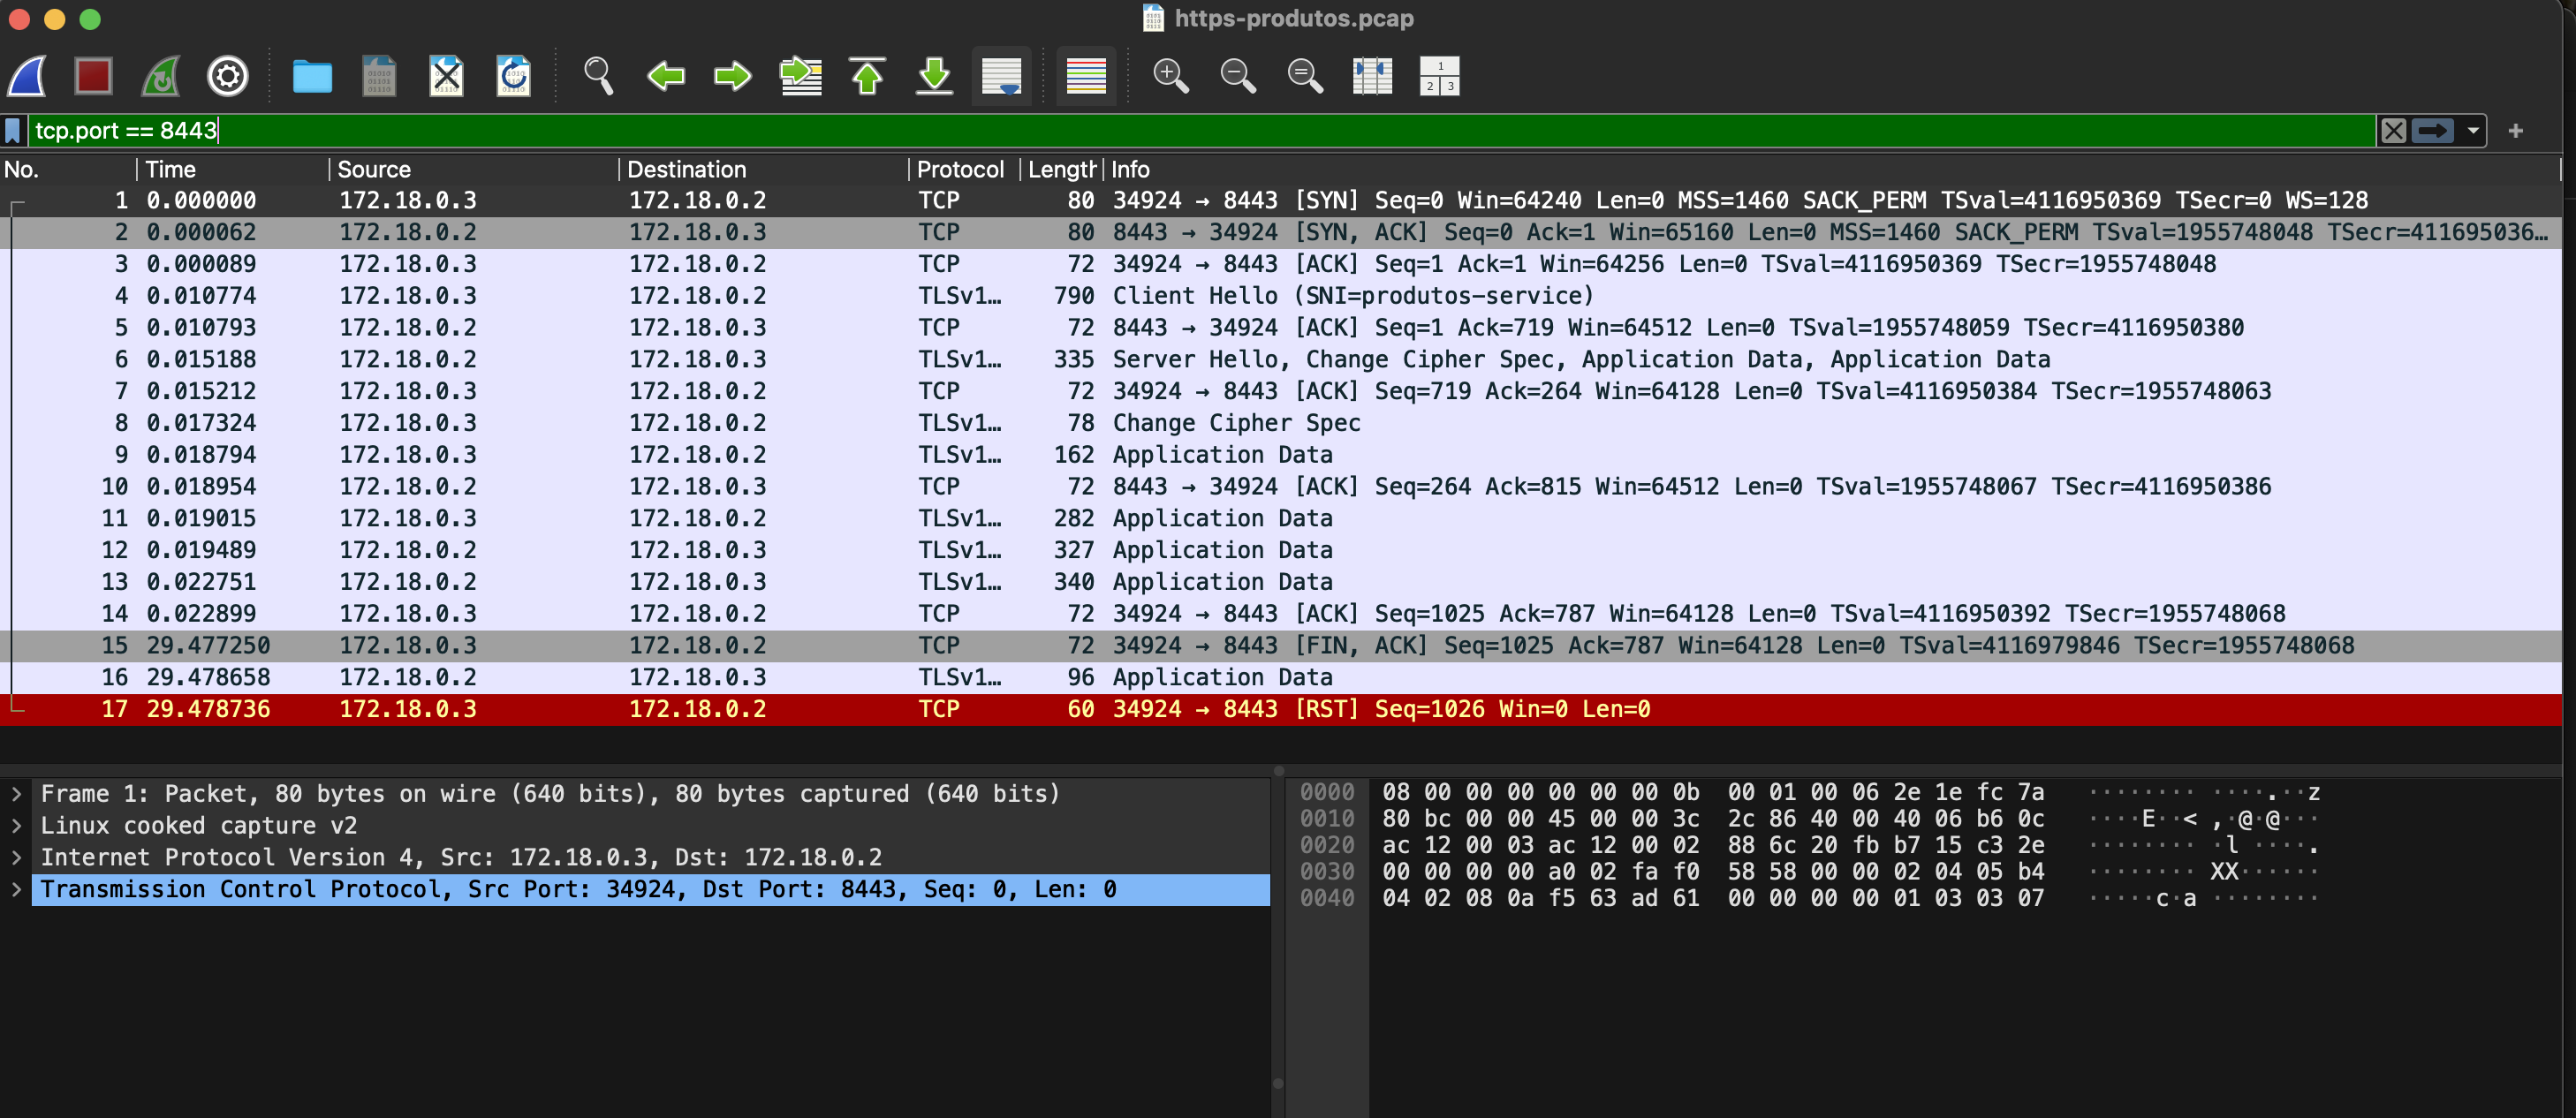 https-produtos.pcap
tcp.port == 8443
No. Time Source Destination Protocol Length Info
1 0.000000 172.18.0.3 172.18.0.2 TCP 80 34924 → 8443 [SYN] Seq=0 Win=64240 Len=0 MSS=1460 SACK_PERM TSval=4116950369 TSecr=0 WS=128
2 0.000062 172.18.0.2 172.18.0.3 TCP 80 8443 → 34924 [SYN, ACK] Seq=0 Ack=1 Win=65160 Len=0 MSS=1460 SACK_PERM TSval=1955748048 TSecr=411695036…
3 0.000089 172.18.0.3 172.18.0.2 TCP 72 34924 → 8443 [ACK] Seq=1 Ack=1 Win=64256 Len=0 TSval=4116950369 TSecr=1955748048
4 0.010774 172.18.0.3 172.18.0.2 TLSv1… 790 Client Hello (SNI=produtos-service)
5 0.010793 172.18.0.2 172.18.0.3 TCP 72 8443 → 34924 [ACK] Seq=1 Ack=719 Win=64512 Len=0 TSval=1955748059 TSecr=4116950380
6 0.015188 172.18.0.2 172.18.0.3 TLSv1… 335 Server Hello, Change Cipher Spec, Application Data, Application Data
7 0.015212 172.18.0.3 172.18.0.2 TCP 72 34924 → 8443 [ACK] Seq=719 Ack=264 Win=64128 Len=0 TSval=4116950384 TSecr=1955748063
8 0.017324 172.18.0.3 172.18.0.2 TLSv1… 78 Change Cipher Spec
9 0.018794 172.18.0.3 172.18.0.2 TLSv1… 162 Application Data
10 0.018954 172.18.0.2 172.18.0.3 TCP 72 8443 → 34924 [ACK] Seq=264 Ack=815 Win=64512 Len=0 TSval=1955748067 TSecr=4116950386
11 0.019015 172.18.0.3 172.18.0.2 TLSv1… 282 Application Data
12 0.019489 172.18.0.2 172.18.0.3 TLSv1… 327 Application Data
13 0.022751 172.18.0.2 172.18.0.3 TLSv1… 340 Application Data
14 0.022899 172.18.0.3 172.18.0.2 TCP 72 34924 → 8443 [ACK] Seq=1025 Ack=787 Win=64128 Len=0 TSval=4116950392 TSecr=1955748068
15 29.477250 172.18.0.3 172.18.0.2 TCP 72 34924 → 8443 [FIN, ACK] Seq=1025 Ack=787 Win=64128 Len=0 TSval=4116979846 TSecr=1955748068
16 29.478658 172.18.0.2 172.18.0.3 TLSv1… 96 Application Data
17 29.478736 172.18.0.3 172.18.0.2 TCP 60 34924 → 8443 [RST] Seq=1026 Win=0 Len=0
Frame 1: Packet, 80 bytes on wire (640 bits), 80 bytes captured (640 bits)
Linux cooked capture v2
Internet Protocol Version 4, Src: 172.18.0.3, Dst: 172.18.0.2
Transmission Control Protocol, Src Port: 34924, Dst Port: 8443, Seq: 0, Len: 0
0000 08 00 00 00 00 00 00 0b 00 01 00 06 2e 1e fc 7a ········ ····.··z
0010 80 bc 00 00 45 00 00 3c 2c 86 40 00 40 06 b6 0c ····E··< ,·@·@···
0020 ac 12 00 03 ac 12 00 02 88 6c 20 fb b7 15 c3 2e ········ ·l ····.
0030 00 00 00 00 a0 02 fa f0 58 58 00 00 02 04 05 b4 ········ XX······
0040 04 02 08 0a f5 63 ad 61 00 00 00 00 01 03 03 07 ·····c·a ········